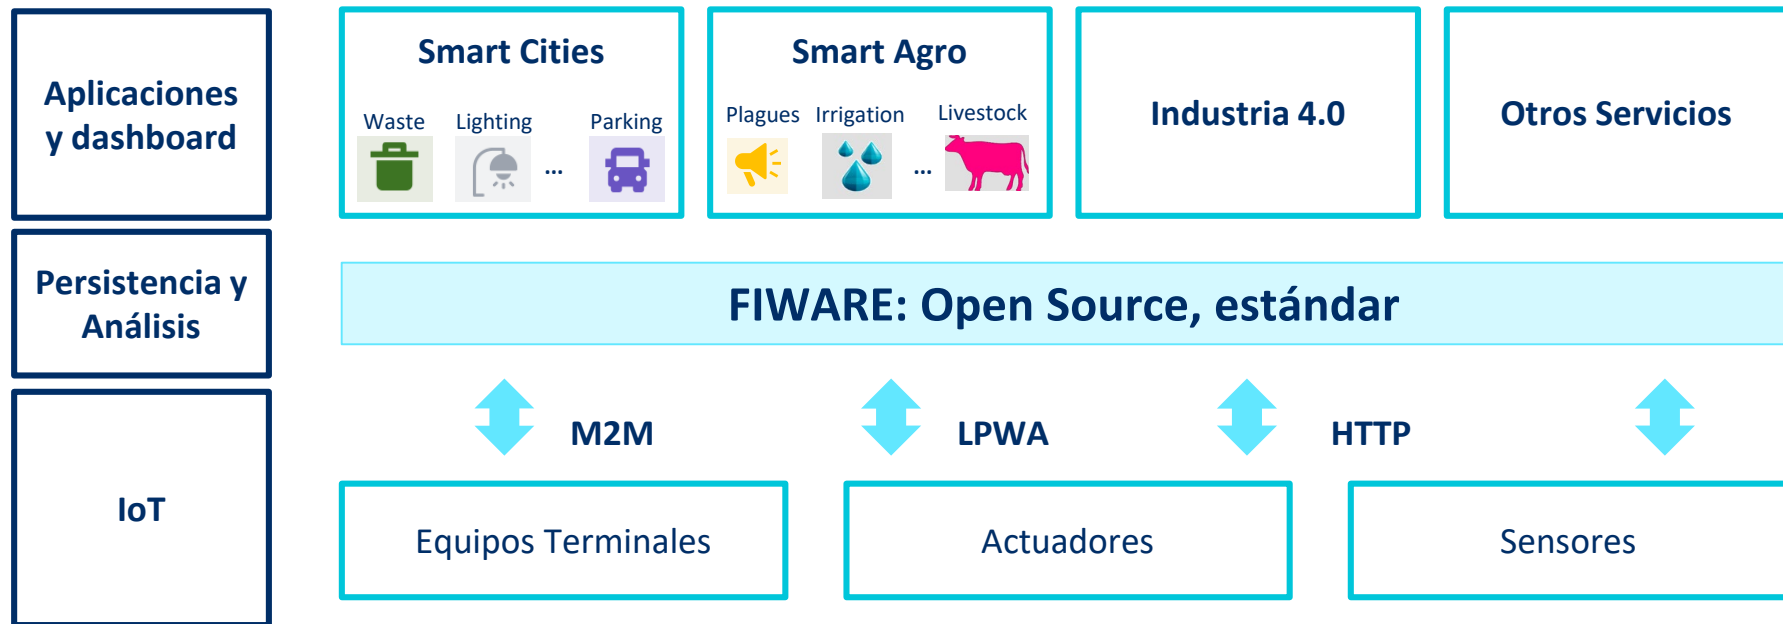 Aplicaciones
y dashboard
Smart Cities
Waste Lighting ... Parking
Smart Agro
Plagues Irrigation ... Livestock
Industria 4.0
Otros Servicios
Persistencia y
Análisis
FIWARE: Open Source, estándar
IoT
M2M
LPWA
HTTP
Equipos Terminales
Actuadores
Sensores